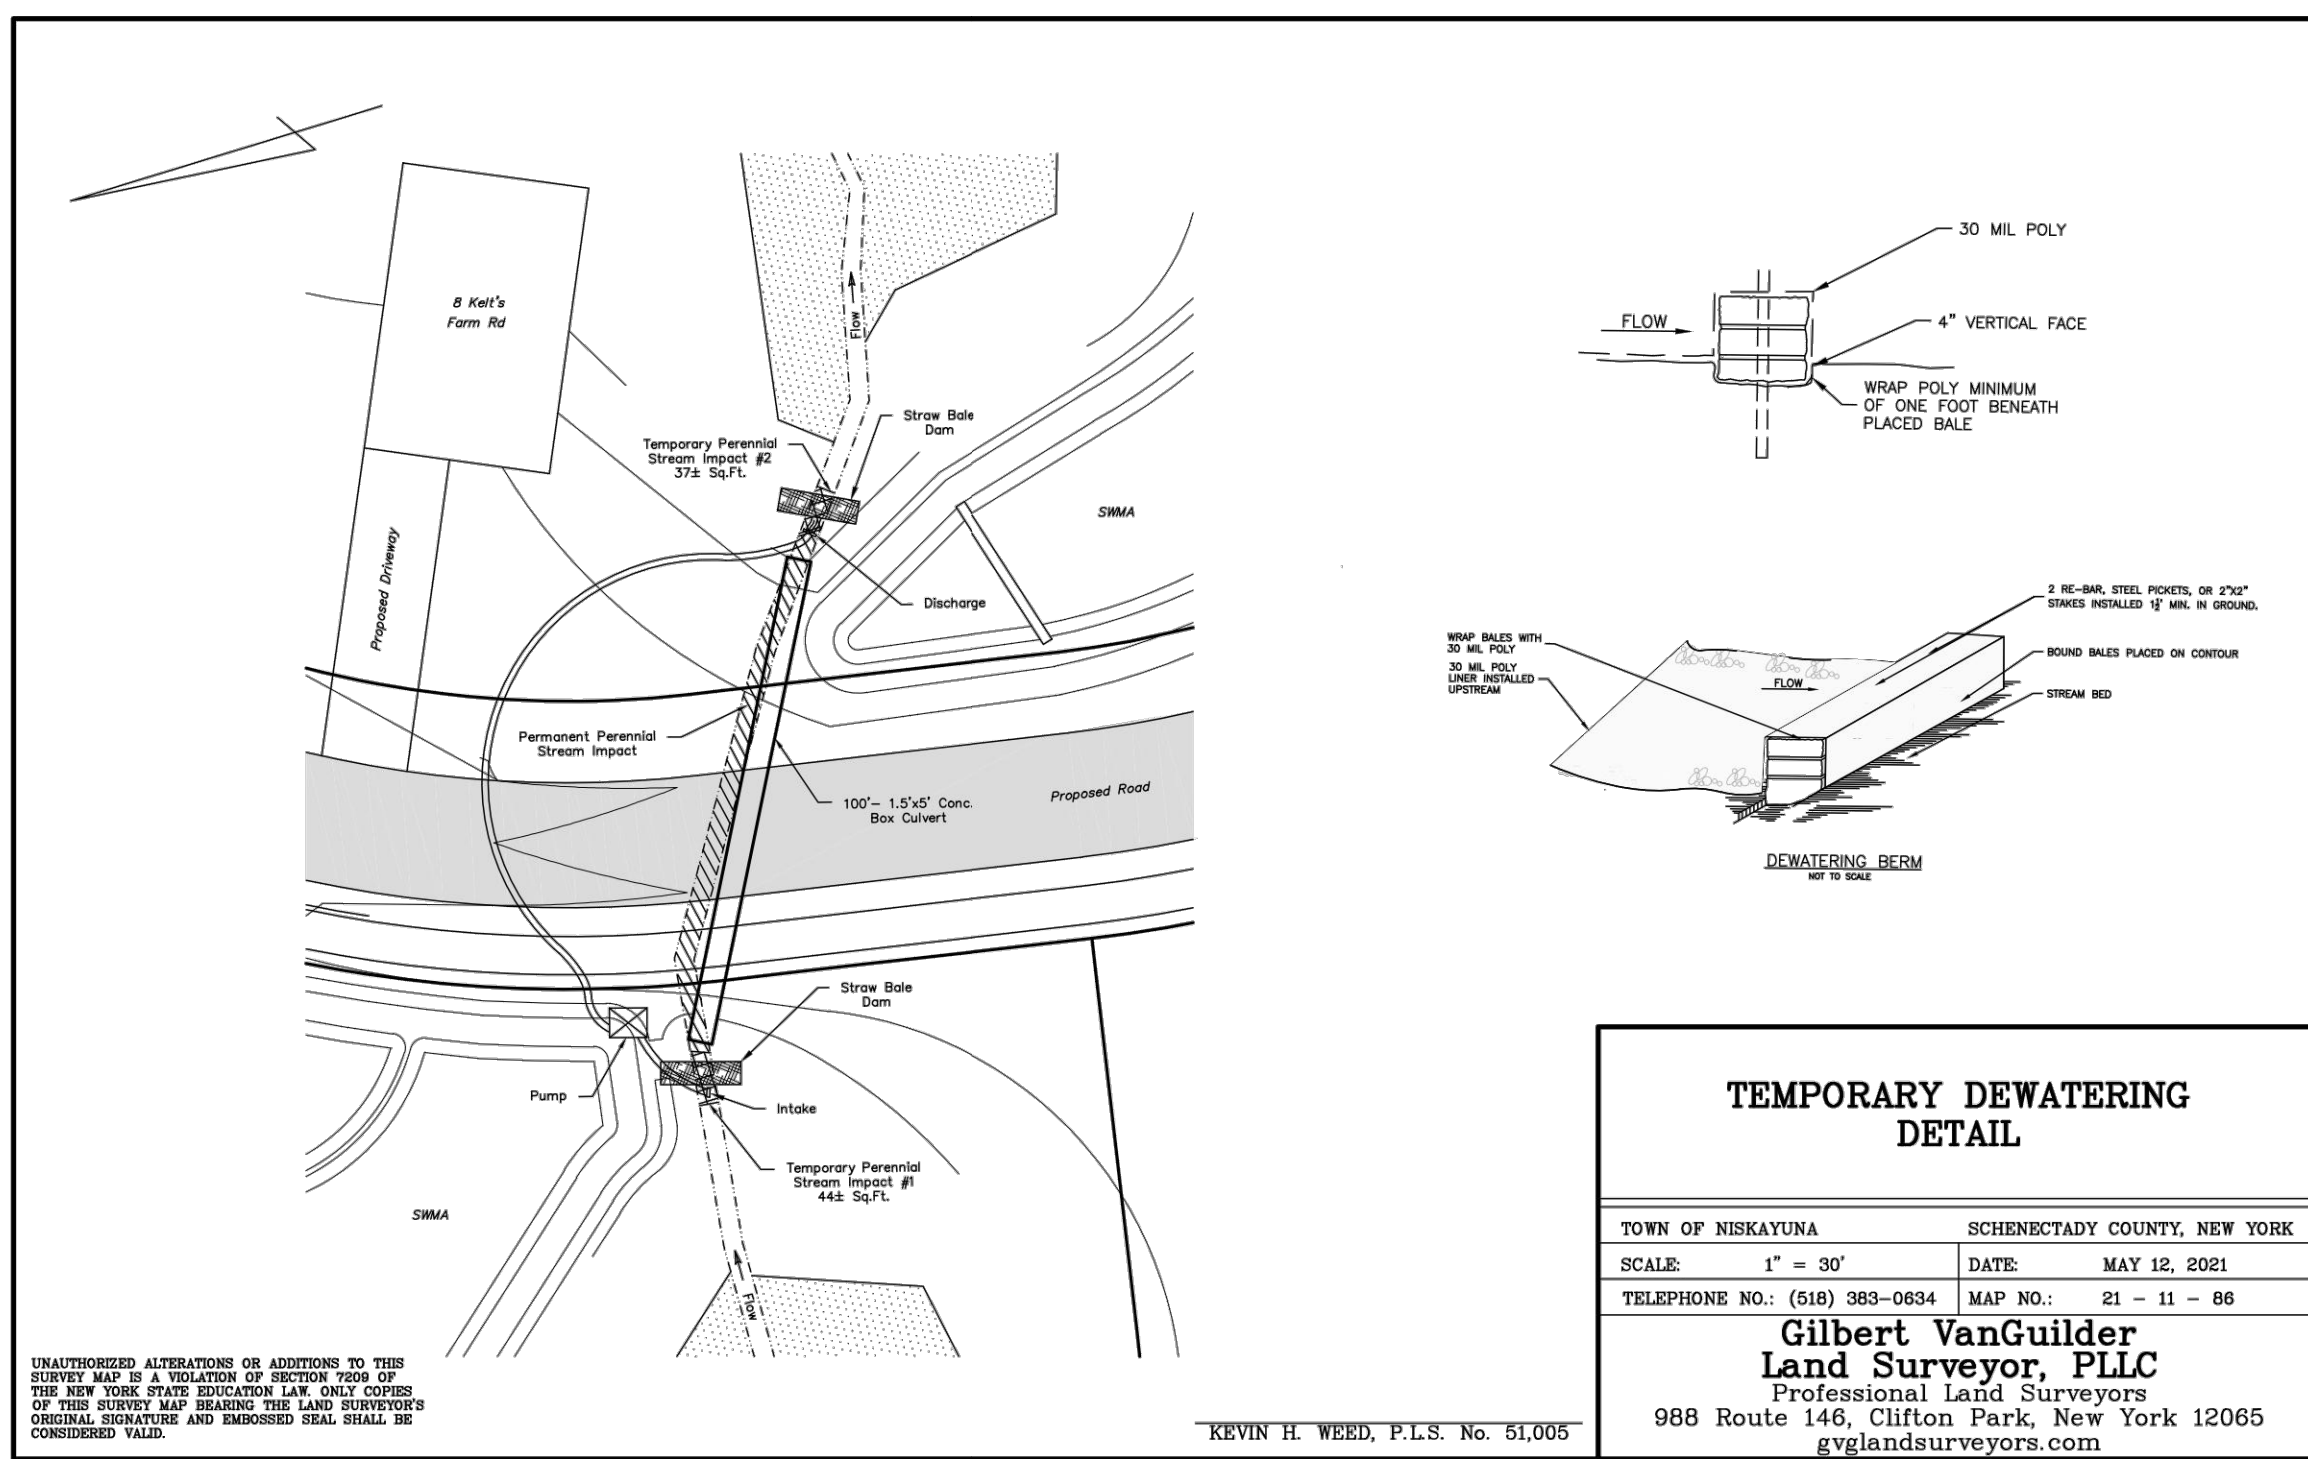 8 Kelt's
Farm Rd
Proposed Driveway
Flow
Straw Bale
Dam
Temporary Perennial
Stream Impact #2
37± Sq.Ft.
SWMA
Discharge
Permanent Perennial
Stream Impact
100'- 1.5'x5' Conc.
Box Culvert
Proposed Road
Straw Bale
Dam
Pump
Intake
Temporary Perennial
Stream Impact #1
44± Sq.Ft.
SWMA
Flow
30 MIL POLY
FLOW
4" VERTICAL FACE
WRAP POLY MINIMUM
OF ONE FOOT BENEATH
PLACED BALE
2 RE-BAR, STEEL PICKETS, OR 2"X2"
STAKES INSTALLED 1½' MIN. IN GROUND.
WRAP BALES WITH
30 MIL POLY
30 MIL POLY
LINER INSTALLED
UPSTREAM
FLOW
BOUND BALES PLACED ON CONTOUR
STREAM BED
DEWATERING BERM
NOT TO SCALE
UNAUTHORIZED ALTERATIONS OR ADDITIONS TO THIS
SURVEY MAP IS A VIOLATION OF SECTION 7209 OF
THE NEW YORK STATE EDUCATION LAW. ONLY COPIES
OF THIS SURVEY MAP BEARING THE LAND SURVEYOR'S
ORIGINAL SIGNATURE AND EMBOSSED SEAL SHALL BE
CONSIDERED VALID.
KEVIN H. WEED, P.L.S. No. 51,005
TEMPORARY DEWATERING
DETAIL
TOWN OF NISKAYUNA SCHENECTADY COUNTY, NEW YORK
SCALE: 1" = 30' DATE: MAY 12, 2021
TELEPHONE NO.: (518) 383-0634 MAP NO.: 21 - 11 - 86
Gilbert VanGuilder
Land Surveyor, PLLC
Professional Land Surveyors
988 Route 146, Clifton Park, New York 12065
gvglandsurveyors.com